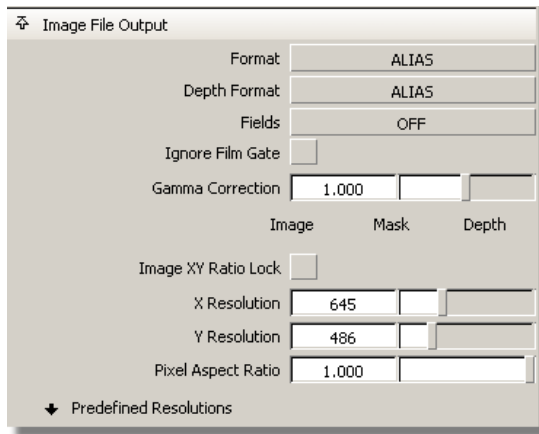 Image File Output
Format ALIAS
Depth Format ALIAS
Fields OFF
Ignore Film Gate
Gamma Correction 1.000
Image Mask Depth
Image XY Ratio Lock
X Resolution 645
Y Resolution 486
Pixel Aspect Ratio 1.000
Predefined Resolutions